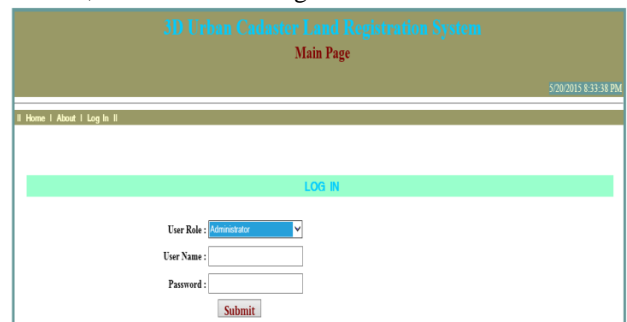 3D Urban Cadaster Land Registration System
Main Page
5/20/2015 8:33:38 PM
|| Home | About | Log In ||
LOG IN
User Role : Administrator
User Name :
Password :
Submit